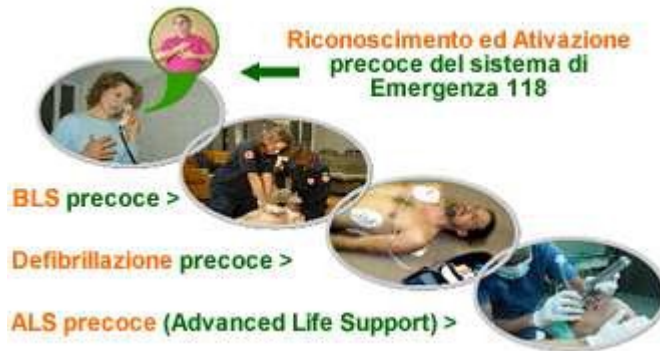 Riconoscimento ed Ativazione
precoce del sistema di
Emergenza 118
BLS precoce >
Defibrillazione precoce >
ALS precoce (Advanced Life Support) >